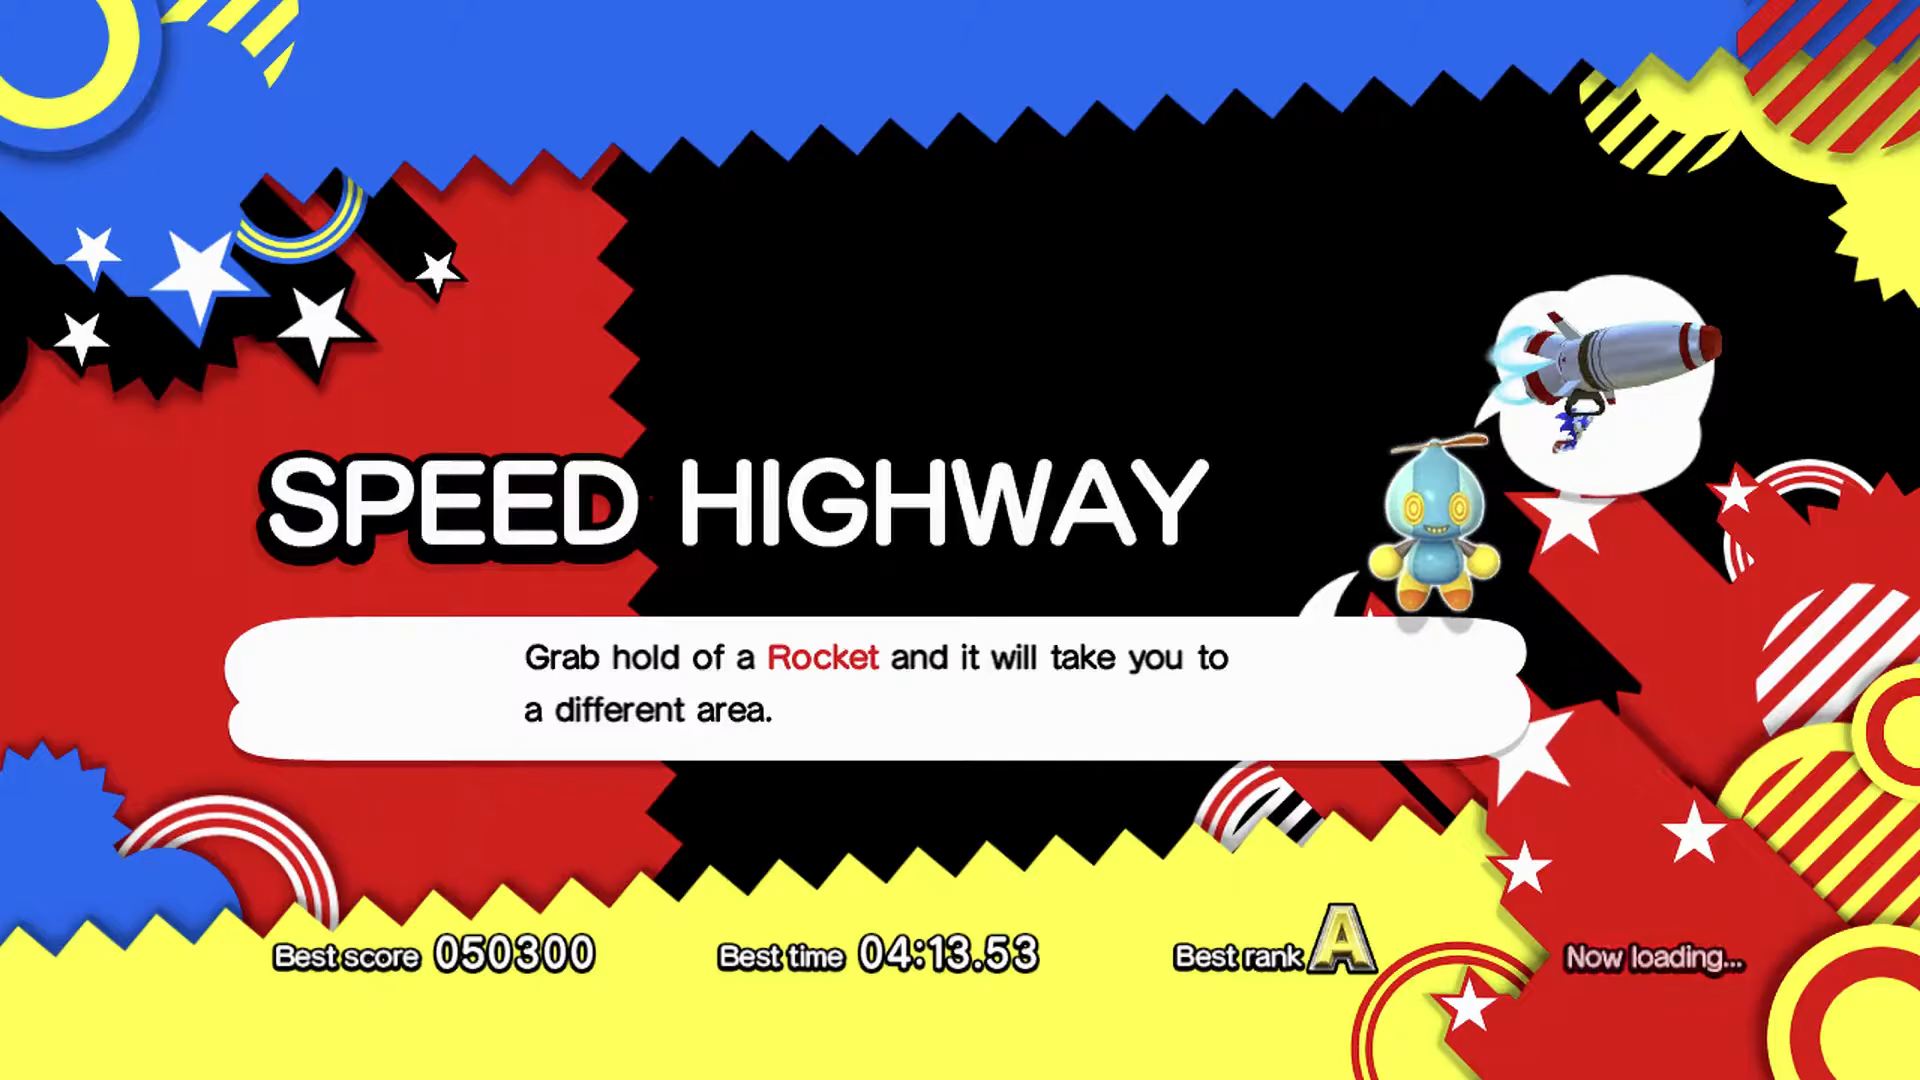 SPEED HIGHWAY
Grab hold of a Rocket and it will take you to
a different area.
Best score 050300
Best time 04:13.53
Best rank A
Now loading...